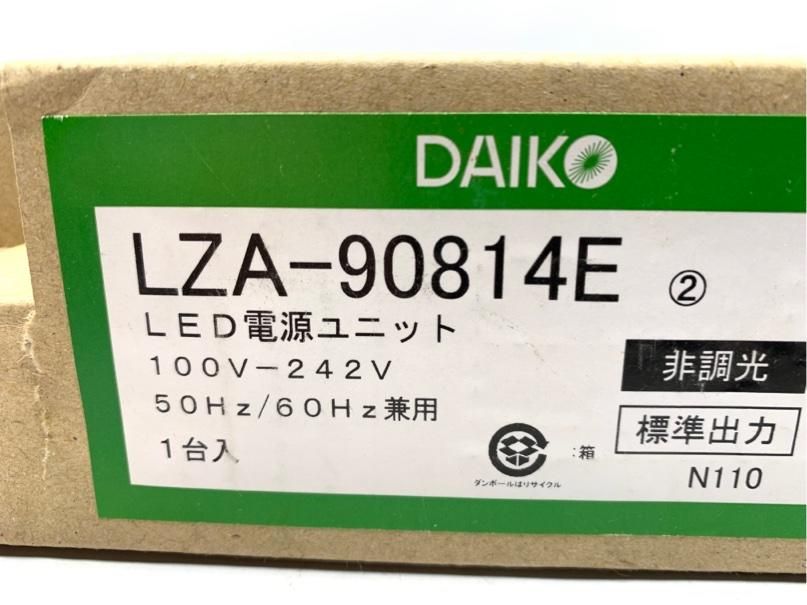 DAIKO
LZA-90814E ②
LED電源ユニット
100V-242V
50Hz/60Hz兼用
1台入
ダンボールはリサイクル
:箱
非調光
標準出力
N110